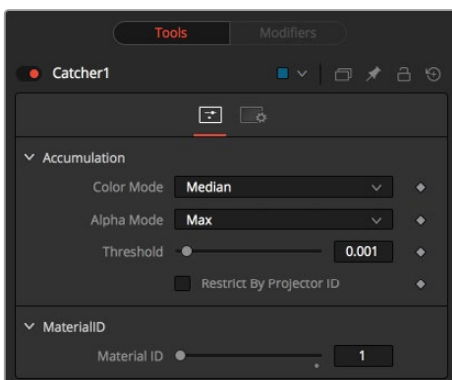 Tools Modifiers
Catcher1
Accumulation
Color Mode Median
Alpha Mode Max
Threshold 0.001
Restrict By Projector ID
MaterialID
Material ID 1